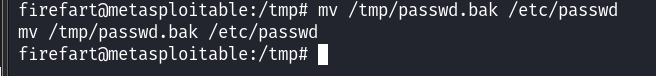 firefart@metasploitable:/tmp# mv /tmp/passwd.bak /etc/passwd
mv /tmp/passwd.bak /etc/passwd
firefart@metasploitable:/tmp#